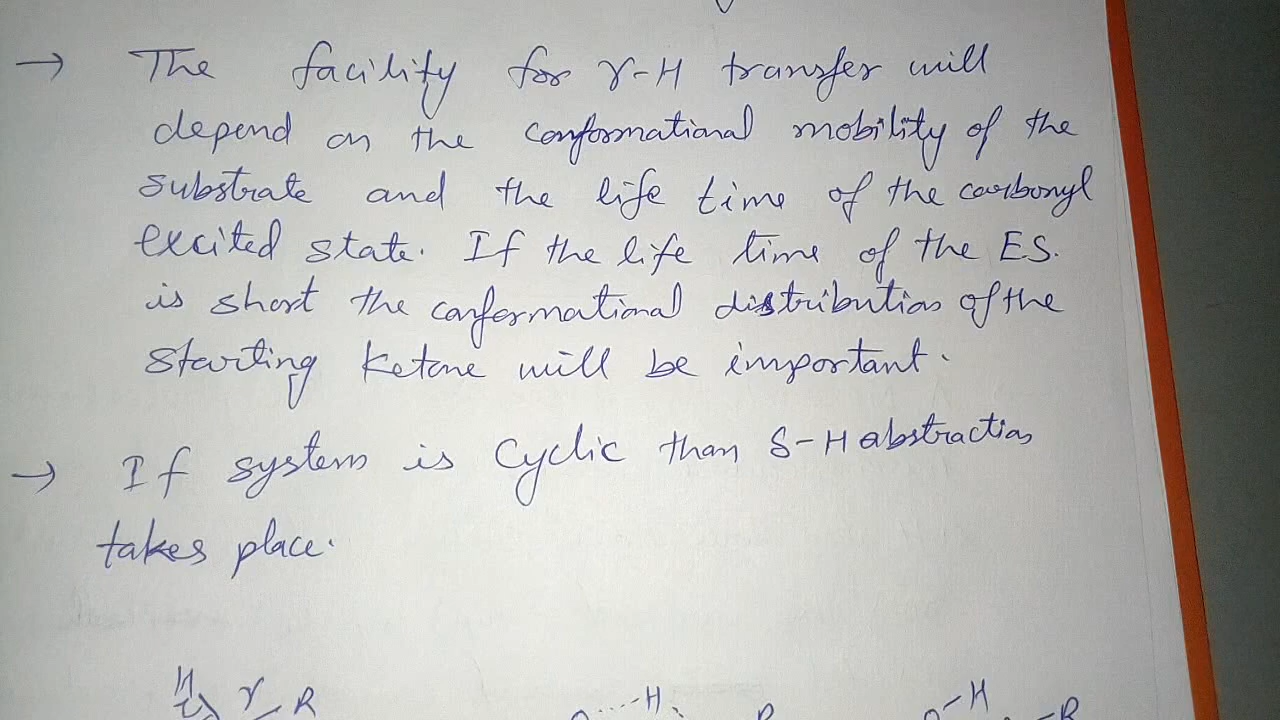 → The facility for γ-H transfer will
depend on the conformational mobility of the
substrate and the life time of the carbonyl
excited state. If the life time of the E.S.
is short the conformational distribution of the
starting ketone will be important.
→ If system is cyclic than δ-H abstraction
takes place.
H γ R H H R